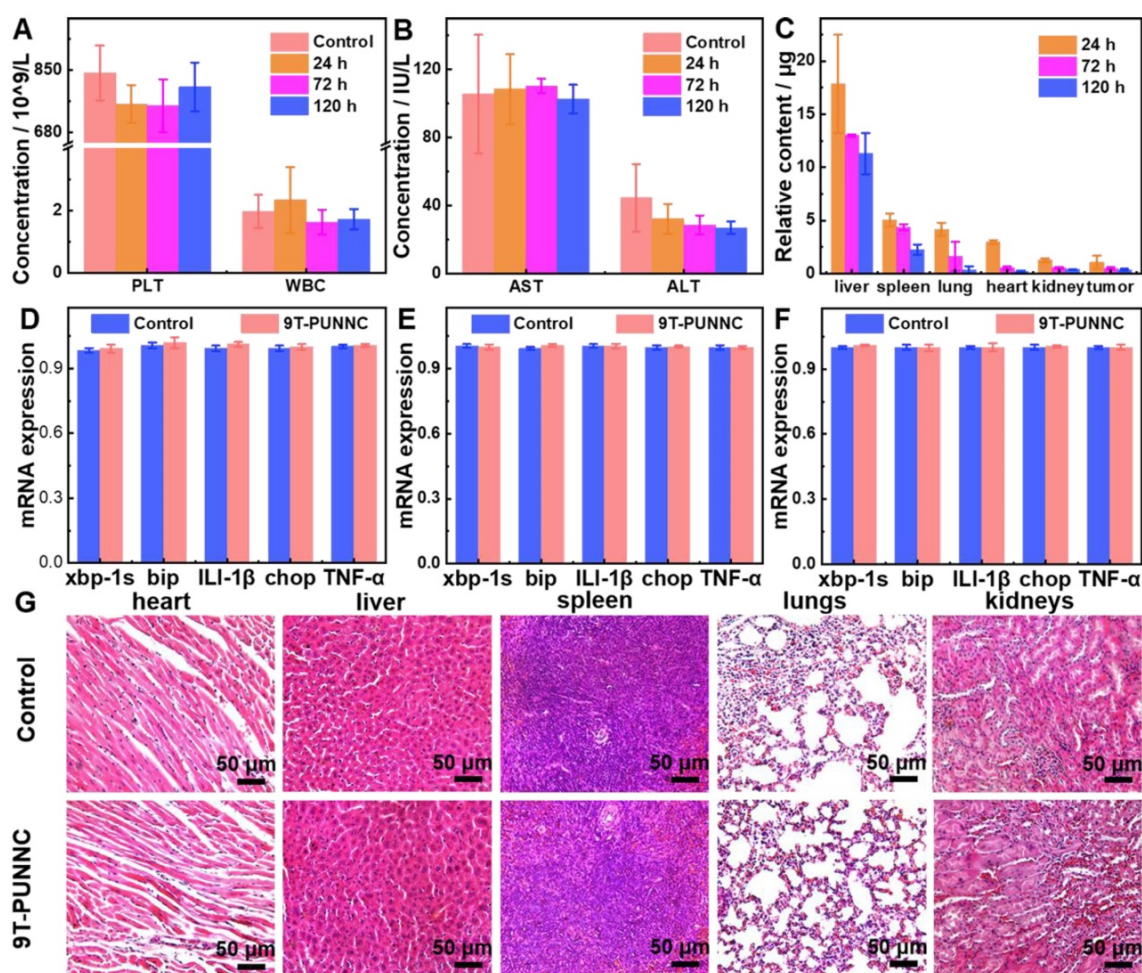 A
Concentration / 10^9/L
850
680
2
0
Control
24 h
72 h
120 h
PLT
WBC
B
Concentration / IU/L
120
80
40
0
Control
24 h
72 h
120 h
AST
ALT
C
Relative content / µg
20
15
10
5
0
24 h
72 h
120 h
liver spleen lung heart kidney tumor
D
mRNA expression
0.9
0.6
0.3
0.0
Control
9T-PUNNC
xbp-1s bip ILI-1β chop TNF-α
E
mRNA expression
0.9
0.6
0.3
0.0
Control
9T-PUNNC
xbp-1s bip ILI-1β chop TNF-α
F
mRNA expression
0.9
0.6
0.3
0.0
Control
9T-PUNNC
xbp-1s bip ILI-1β chop TNF-α
G
heart
liver
spleen
lungs
kidneys
Control
50 µm
50 µm
50 µm
50 µm
50 µm
9T-PUNNC
50 µm
50 µm
50 µm
50 µm
50 µm